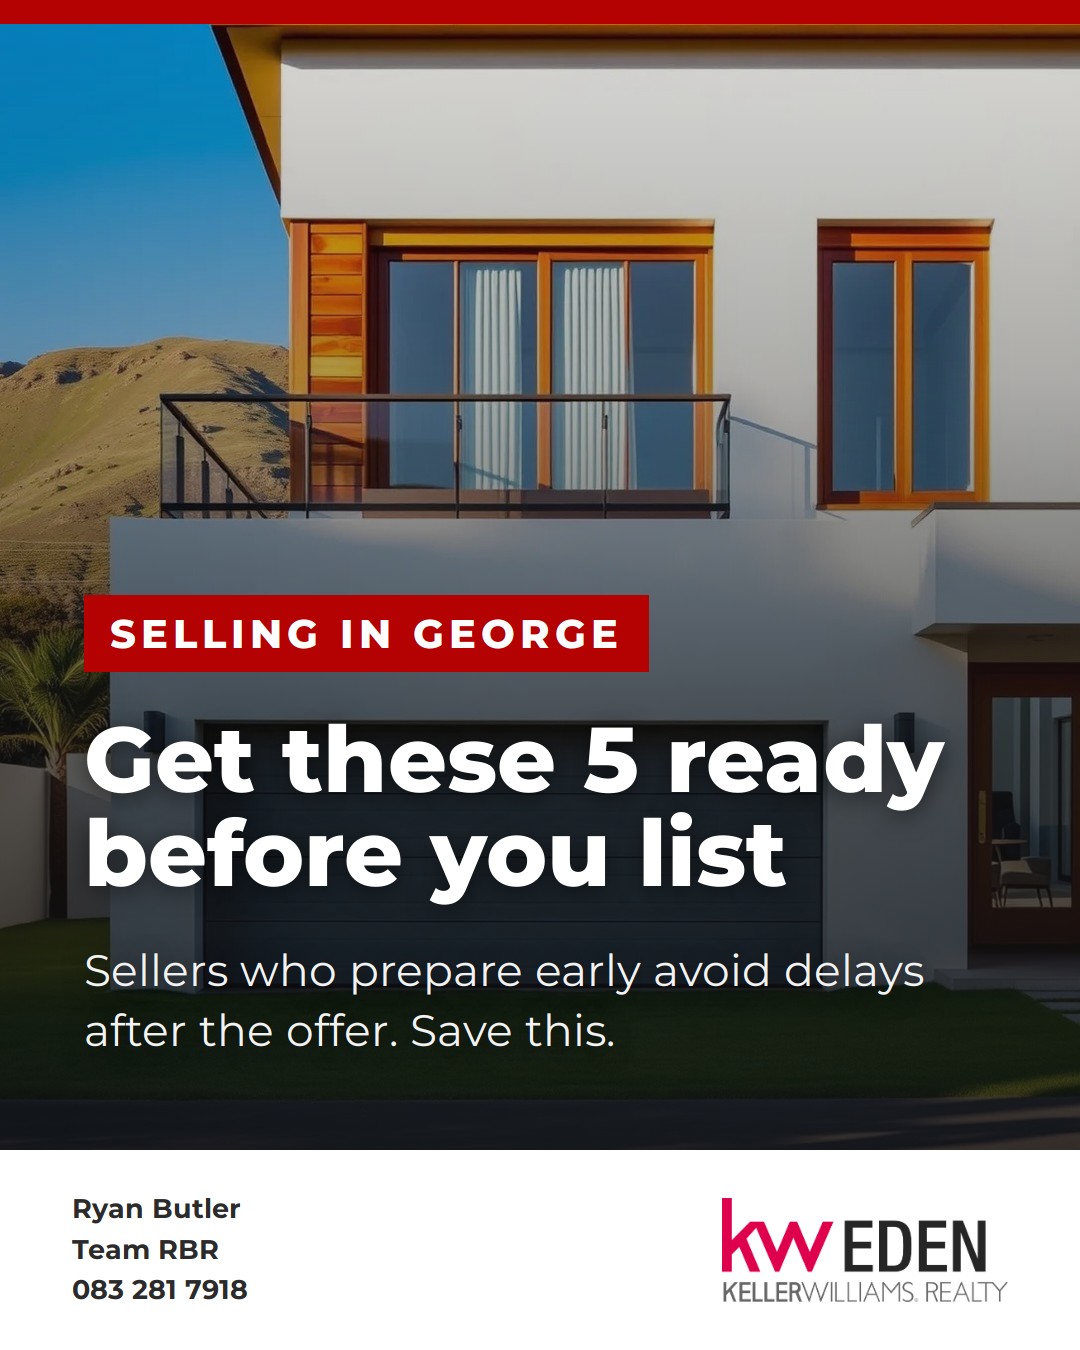 SELLING IN GEORGE
Get these 5 ready
before you list
Sellers who prepare early avoid delays
after the offer. Save this.
Ryan Butler
Team RBR
083 281 7918
kw EDEN
KELLERWILLIAMS. REALTY